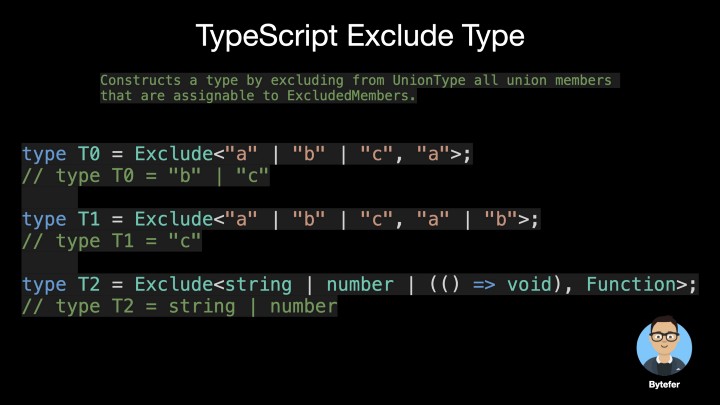 TypeScript Exclude Type
Constructs a type by excluding from UnionType all union members
that are assignable to ExcludedMembers.
type T0 = Exclude<"a" | "b" | "c", "a">;
// type T0 = "b" | "c"
type T1 = Exclude<"a" | "b" | "c", "a" | "b">;
// type T1 = "c"
type T2 = Exclude<string | number | (() => void), Function>;
// type T2 = string | number
Bytefer